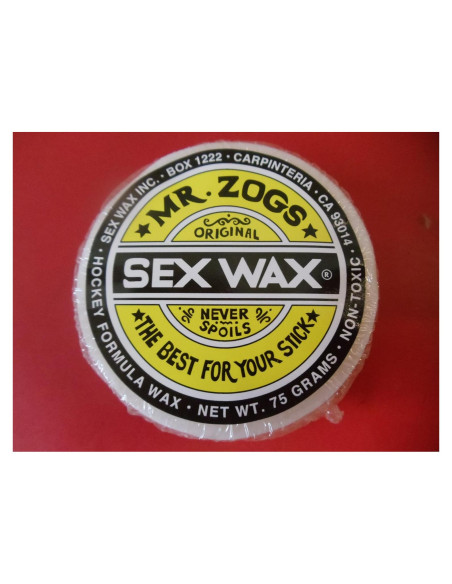 SEX WAX INC. · BOX 1222 · CARPINTERIA · CA 93014 · NON-TOXIC ·
MR. ZOGS
ORIGINAL
SEX WAX®
NEVER
SPOILS
THE BEST FOR YOUR STICK
HOCKEY FORMULA WAX · NET WT. 75 GRAMS ·